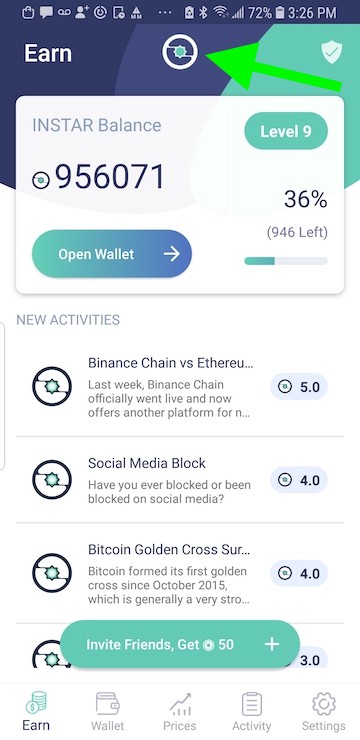 72% 3:26 PM
Earn
INSTAR Balance
Level 9
956071
36%
(946 Left)
Open Wallet
NEW ACTIVITIES
Binance Chain vs Ethereu...
Last week, Binance Chain
officially went live and now
offers another platform for n...
5.0
Social Media Block
Have you ever blocked or been
blocked on social media?
4.0
Bitcoin Golden Cross Sur...
Bitcoin formed its first golden
cross since October 2015,
which is generally a very stro...
4.0
3.0
Invite Friends, Get 50 +
Earn
Wallet
Prices
Activity
Settings